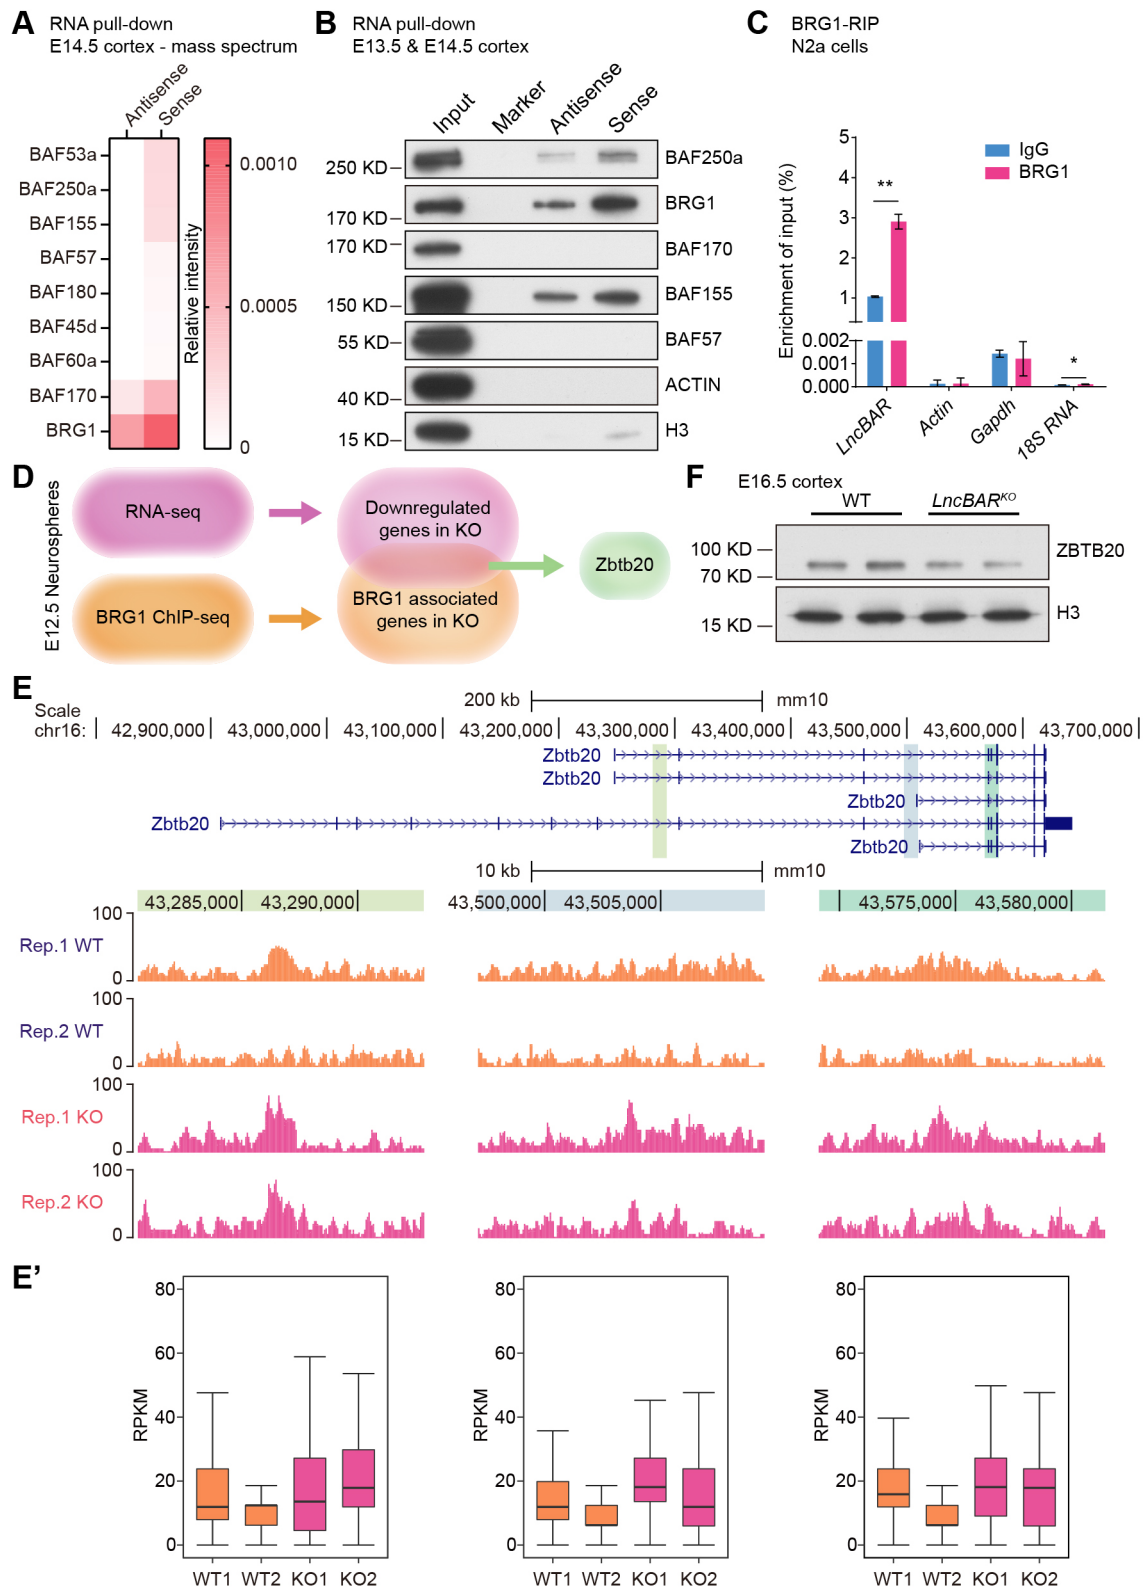 A
RNA pull-down
E14.5 cortex - mass spectrum
Antisense
Sense
BAF53a
BAF250a
BAF155
BAF57
BAF180
BAF45d
BAF60a
BAF170
BRG1
Relative intensity
0.0010
0.0005
0
B
RNA pull-down
E13.5 & E14.5 cortex
Input
Marker
Antisense
Sense
250 KD
BAF250a
170 KD
BRG1
170 KD
BAF170
150 KD
BAF155
55 KD
BAF57
40 KD
ACTIN
15 KD
H3
C
BRG1-RIP
N2a cells
Enrichment of input (%)
5
4
3
2
1
0.002
0.001
0.000
IgG
BRG1
**
*
LncBAR
Actin
Gapdh
18S RNA
D
E12.5 Neurospheres
RNA-seq
BRG1 ChIP-seq
Downregulated
genes in KO
BRG1 associated
genes in KO
Zbtb20
F
E16.5 cortex
WT
LncBARKO
100 KD
70 KD
ZBTB20
15 KD
H3
E
Scale
200 kb
mm10
chr16:
42,900,000
43,000,000
43,100,000
43,200,000
43,300,000
43,400,000
43,500,000
43,600,000
43,700,000
Zbtb20
Zbtb20
Zbtb20
Zbtb20
Zbtb20
10 kb
mm10
43,285,000
43,290,000
43,500,000
43,505,000
43,575,000
43,580,000
100
Rep.1 WT
0
100
Rep.2 WT
0
100
Rep.1 KO
0
100
Rep.2 KO
0
E'
RPKM
80
60
40
20
0
WT1
WT2
KO1
KO2
RPKM
80
60
40
20
0
WT1
WT2
KO1
KO2
RPKM
80
60
40
20
0
WT1
WT2
KO1
KO2